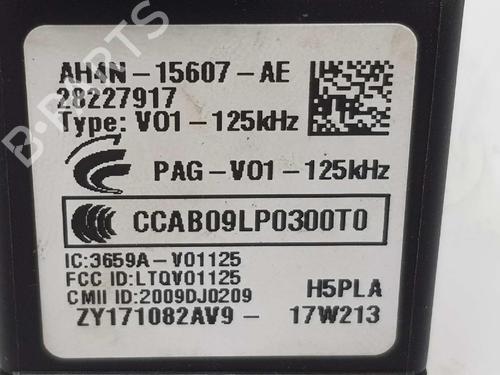 B-PARTS
AH4N-15607-AE
28227917
Type: V01-125kHz
PAG-V01-125kHz
CCAB09LP0300T0
IC:3659A-V01125
FCC ID:LTQV01125
CMII ID:2009DJ0209
H5PLA
ZY171082AV9- 17W213